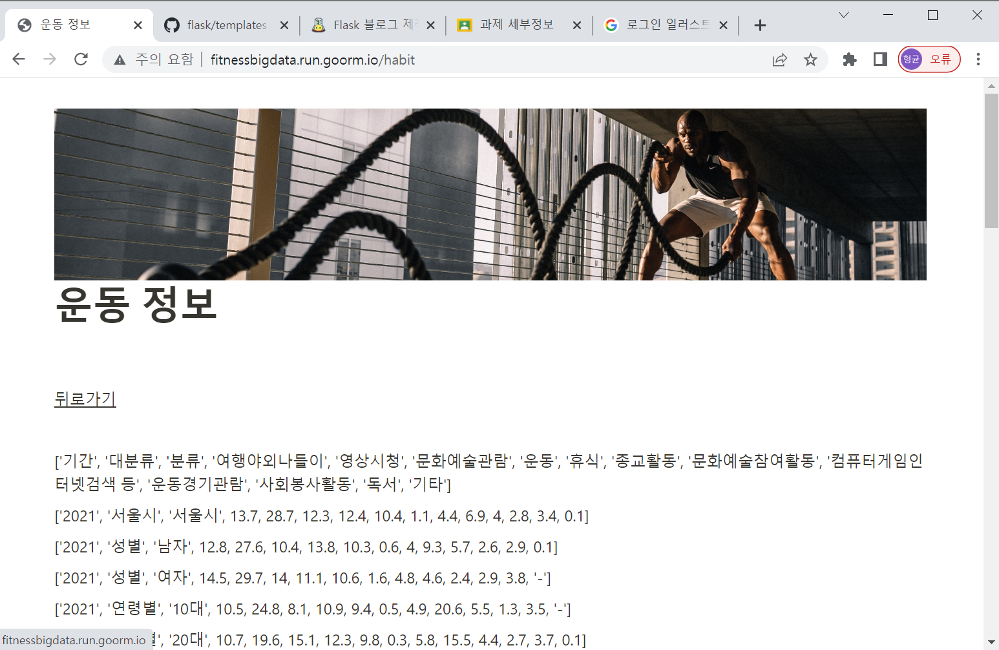 운동 정보
flask/templates
Flask 블로그 제
과제 세부정보
로그인 일러스트
주의 요함
fitnessbigdata.run.goorm.io/habit
형균
오류
운동 정보
뒤로가기
['기간', '대분류', '분류', '여행야외나들이', '영상시청', '문화예술관람', '운동', '휴식', '종교활동', '문화예술참여활동', '컴퓨터게임인
터넷검색 등', '운동경기관람', '사회봉사활동', '독서', '기타']
['2021', '서울시', '서울시', 13.7, 28.7, 12.3, 12.4, 10.4, 1.1, 4.4, 6.9, 4, 2.8, 3.4, 0.1]
['2021', '성별', '남자', 12.8, 27.6, 10.4, 13.8, 10.3, 0.6, 4, 9.3, 5.7, 2.6, 2.9, 0.1]
['2021', '성별', '여자', 14.5, 29.7, 14, 11.1, 10.6, 1.6, 4.8, 4.6, 2.4, 2.9, 3.8, '-']
['2021', '연령별', '10대', 10.5, 24.8, 8.1, 10.9, 9.4, 0.5, 4.9, 20.6, 5.5, 1.3, 3.5, '-']
', '20대', 10.7, 19.6, 15.1, 12.3, 9.8, 0.3, 5.8, 15.5, 4.4, 2.7, 3.7, 0.1]
fitnessbigdata.run.goorm.io